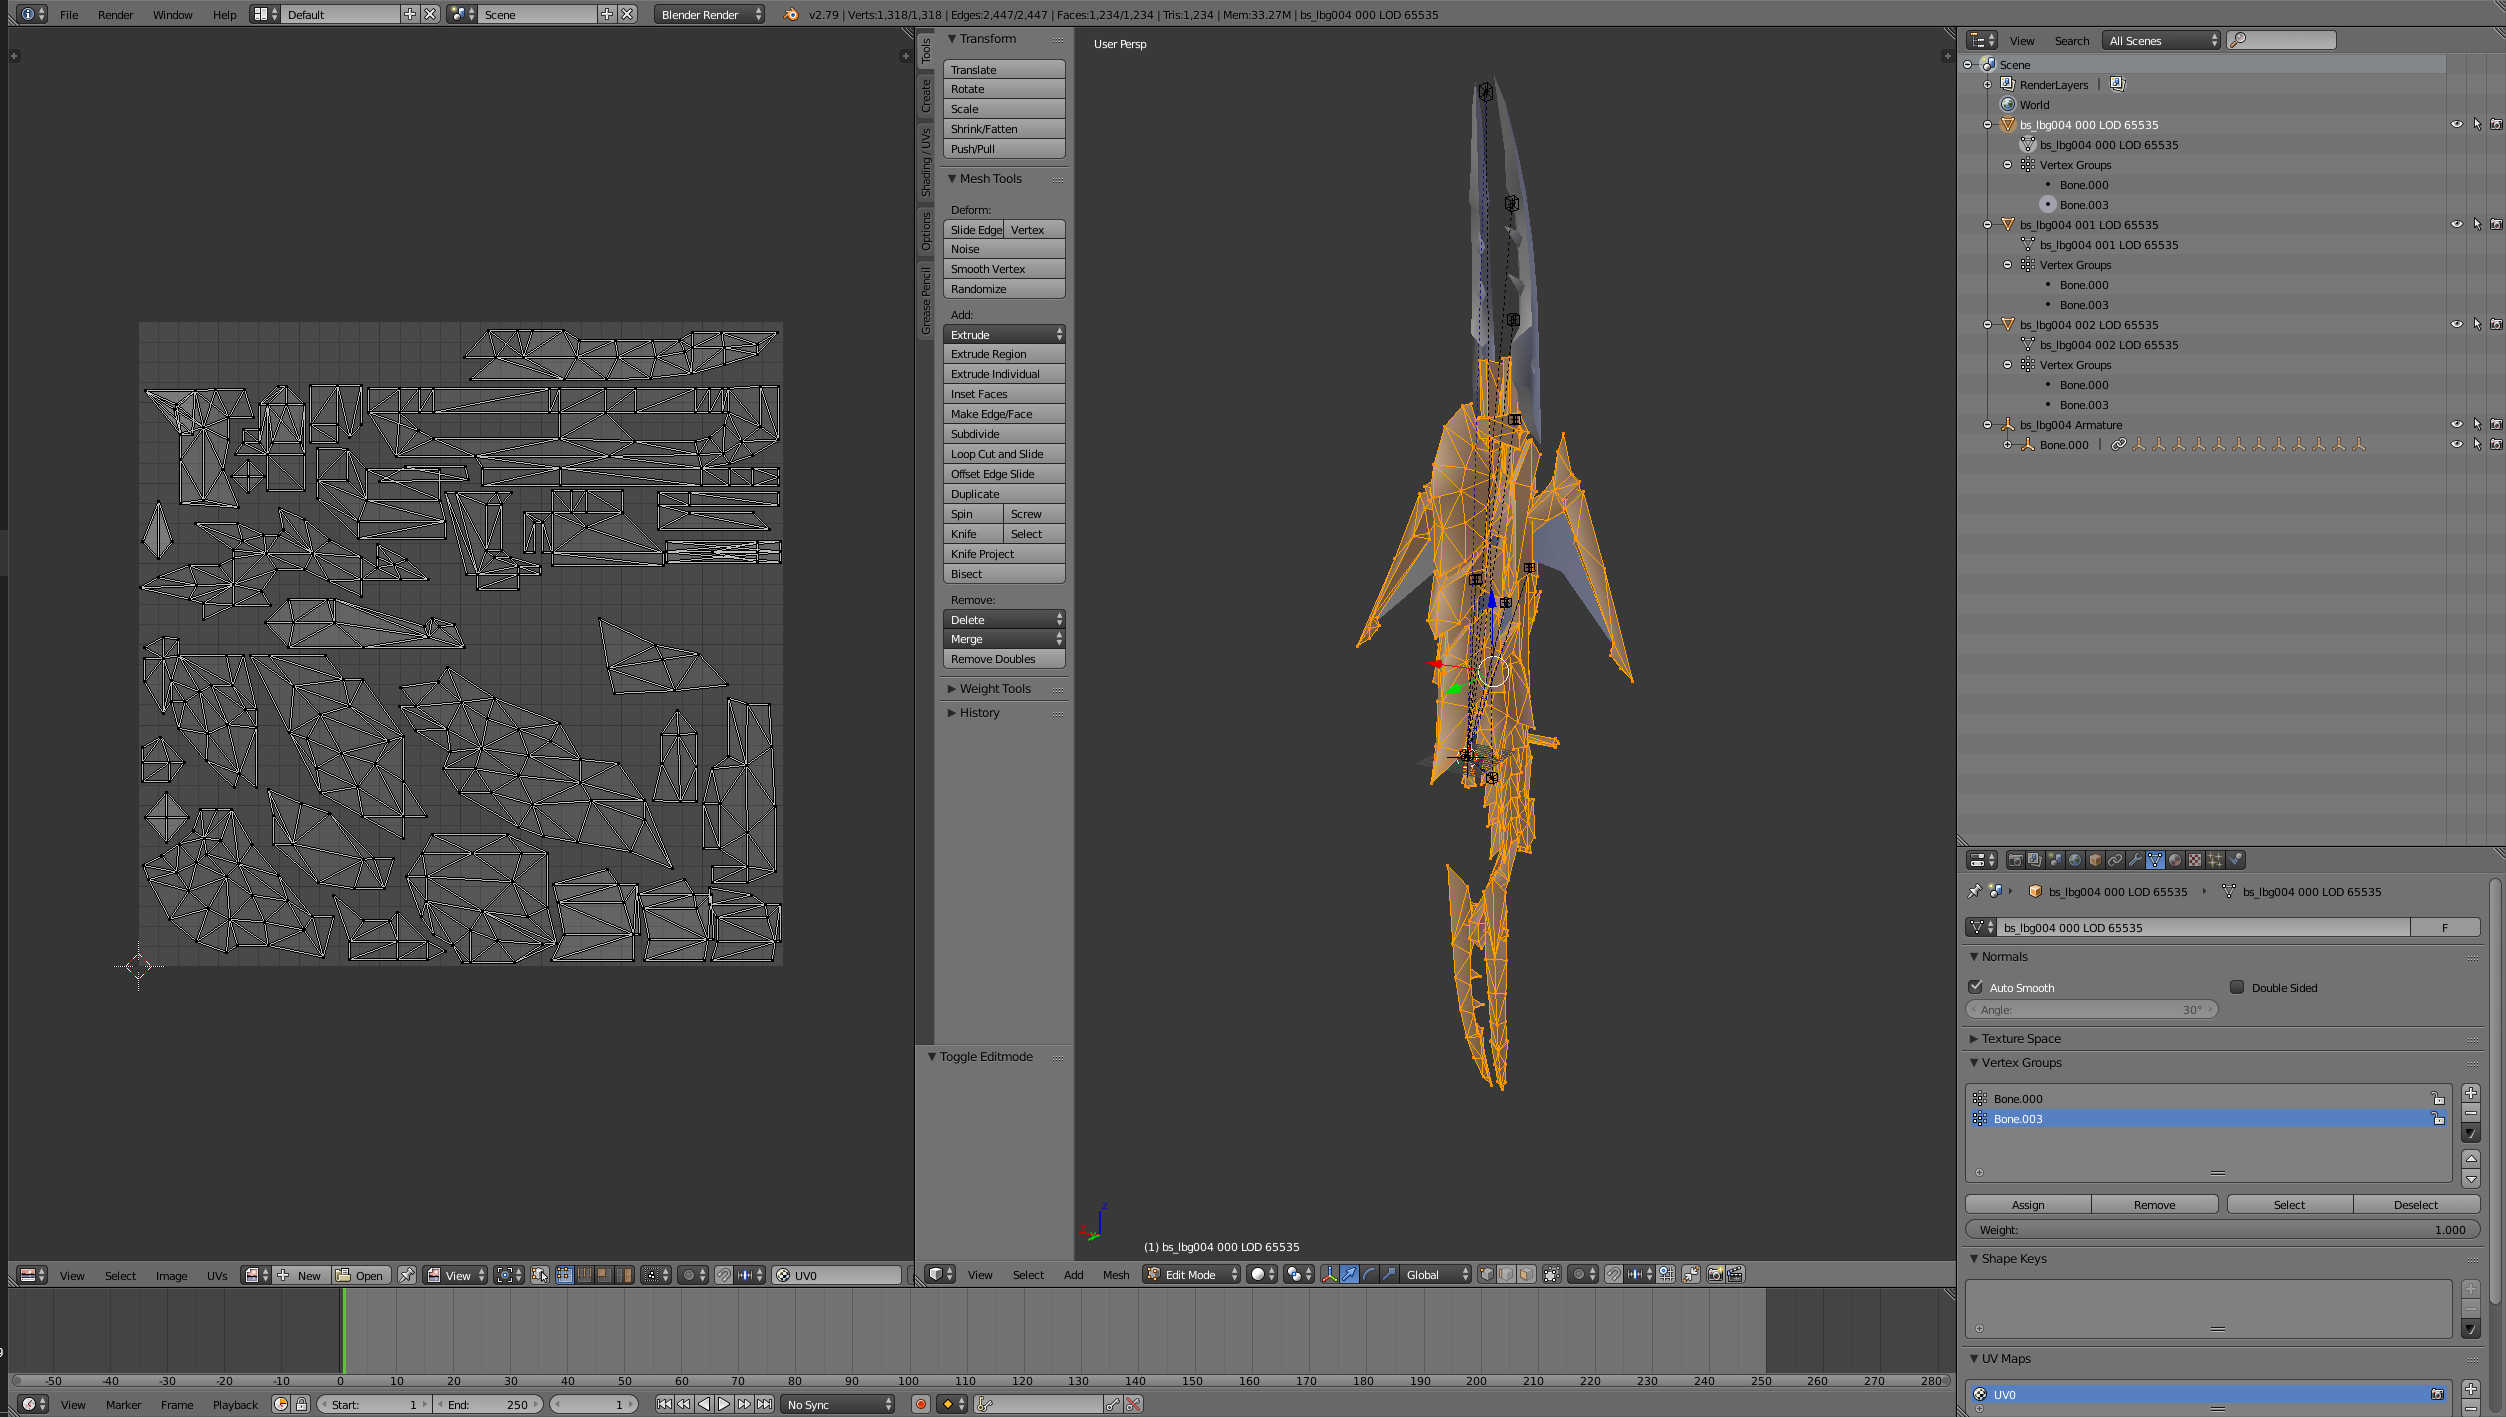 File Render Window Help Default Scene Blender Render v2.79 | Verts:1,318/1,318 | Edges:2,447/2,447 | Faces:1,234/1,234 | Tris:1,234 | Mem:33.27M | bs_lbg004 000 LOD 65535
Tools
Create
Shading / UVs
Options
Grease Pencil
Transform
Translate
Rotate
Scale
Shrink/Fatten
Push/Pull
Mesh Tools
Deform:
Slide Edge Vertex
Noise
Smooth Vertex
Randomize
Add:
Extrude
Extrude Region
Extrude Individual
Inset Faces
Make Edge/Face
Subdivide
Loop Cut and Slide
Offset Edge Slide
Duplicate
Spin Screw
Knife Select
Knife Project
Bisect
Remove:
Delete
Merge
Remove Doubles
Weight Tools
History
Toggle Editmode
User Persp
z
(1) bs_lbg004 000 LOD 65535
View Search All Scenes
Scene
RenderLayers |
World
bs_lbg004 000 LOD 65535
bs_lbg004 000 LOD 65535
Vertex Groups
Bone.000
Bone.003
bs_lbg004 001 LOD 65535
bs_lbg004 001 LOD 65535
Vertex Groups
Bone.000
Bone.003
bs_lbg004 002 LOD 65535
bs_lbg004 002 LOD 65535
Vertex Groups
Bone.000
Bone.003
bs_lbg004 Armature
Bone.000 |
bs_lbg004 000 LOD 65535 bs_lbg004 000 LOD 65535
bs_lbg004 000 LOD 65535 F
Normals
Auto Smooth Double Sided
Angle: 30°
Texture Space
Vertex Groups
Bone.000
Bone.003
Assign Remove Select Deselect
Weight: 1.000
Shape Keys
UV Maps
UV0
View Select Image UVs New Open View UV0
View Select Add Mesh Edit Mode Global
-50 -40 -30 -20 -10 0 10 20 30 40 50 60 70 80 90 100 110 120 130 140 150 160 170 180 190 200 210 220 230 240 250 260 270 280
View Marker Frame Playback Start: 1 End: 250 1 No Sync